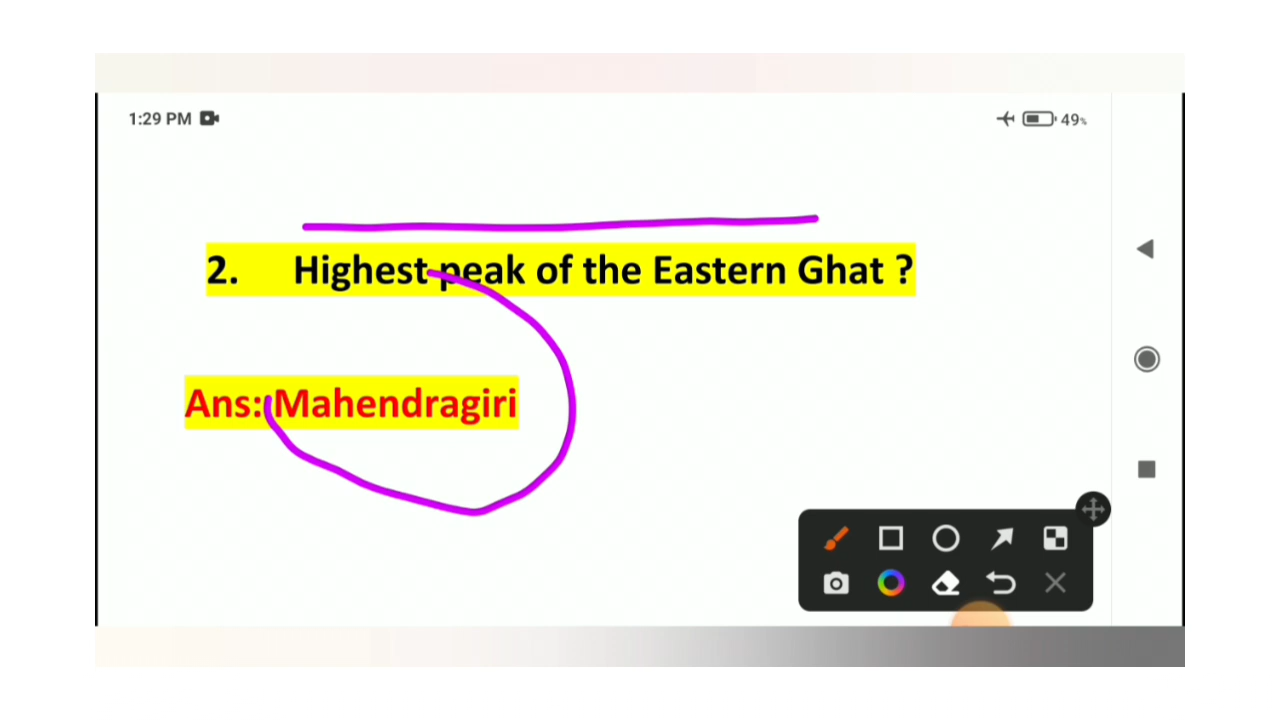 1:29 PM
49%
2. Highest peak of the Eastern Ghat ?
Ans: Mahendragiri